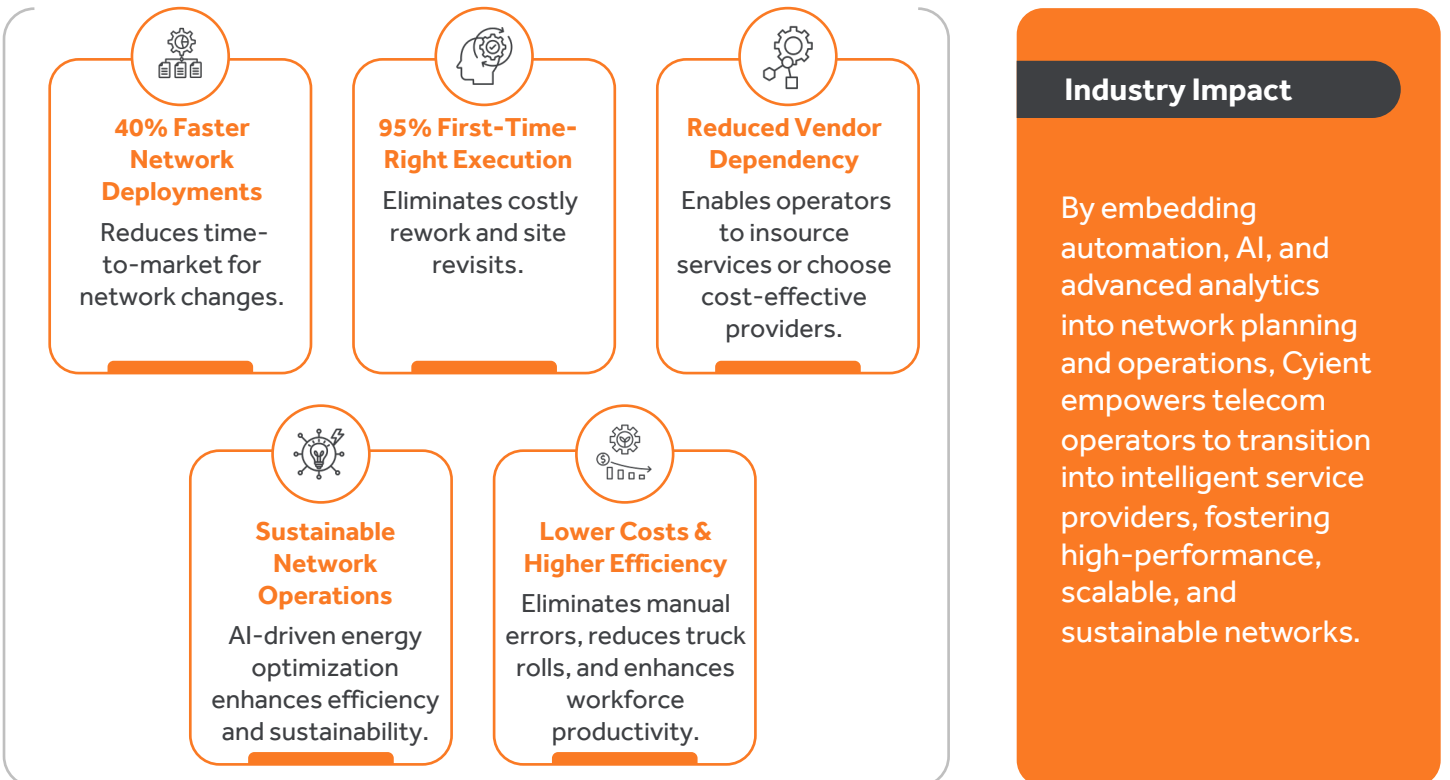 40% Faster
Network
Deployments
Reduces time-
to-market for
network changes.
95% First-Time-
Right Execution
Eliminates costly
rework and site
revisits.
Reduced Vendor
Dependency
Enables operators
to insource
services or choose
cost-effective
providers.
Sustainable
Network
Operations
AI-driven energy
optimization
enhances efficiency
and sustainability.
Lower Costs &
Higher Efficiency
Eliminates manual
errors, reduces truck
rolls, and enhances
workforce
productivity.
Industry Impact
By embedding
automation, AI, and
advanced analytics
into network planning
and operations, Cyient
empowers telecom
operators to transition
into intelligent service
providers, fostering
high-performance,
scalable, and
sustainable networks.